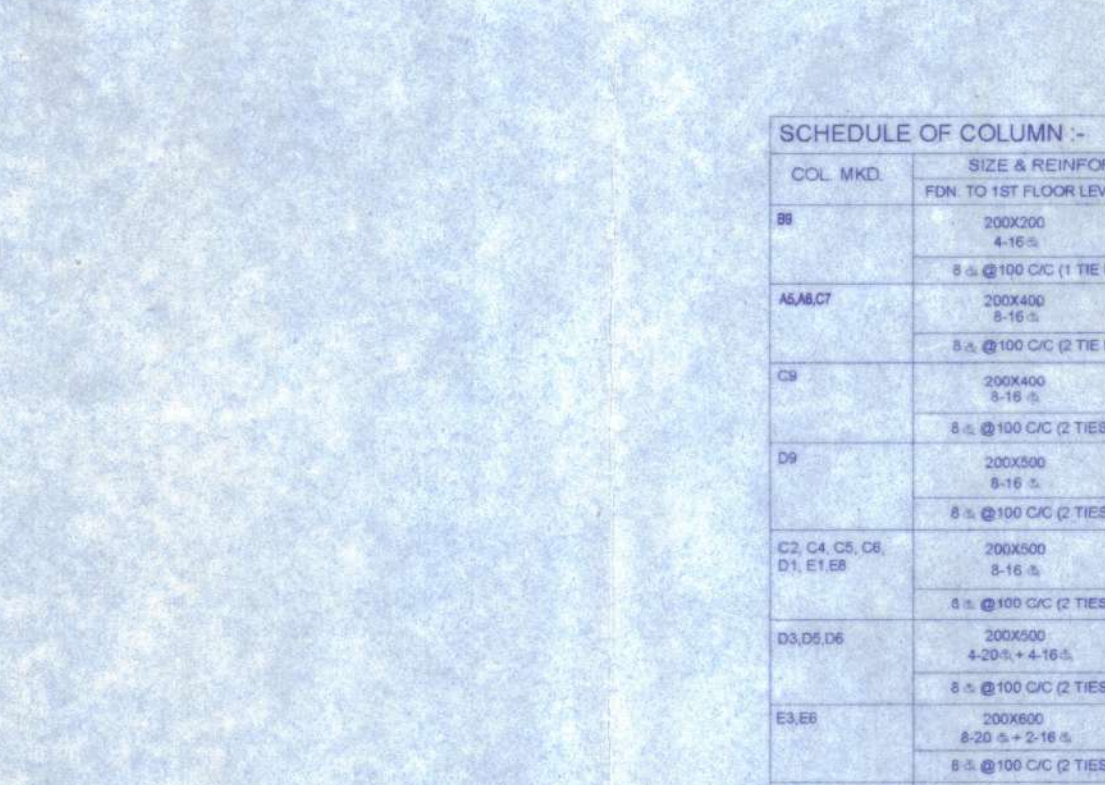 SCHEDULE OF COLUMN :-
COL. MKD.
SIZE & REINFOR
FDN. TO 1ST FLOOR LEV
B9
200X200
4-16
8 @100 C/C (1 TIE
A5,A8,C7
200X400
8-16
8 @100 C/C (2 TIE
C9
200X400
8-16
8 @100 C/C (2 TIES
D9
200X500
8-16
8 @100 C/C (2 TIES
C2, C4, C5, C6,
D1, E1,E8
200X500
8-16
8 @100 C/C (2 TIES
D3,D5,D6
200X500
4-20 + 4-16
8 @100 C/C (2 TIES
E3,E6
200X600
8-20 + 2-16
8 @100 C/C (2 TIES